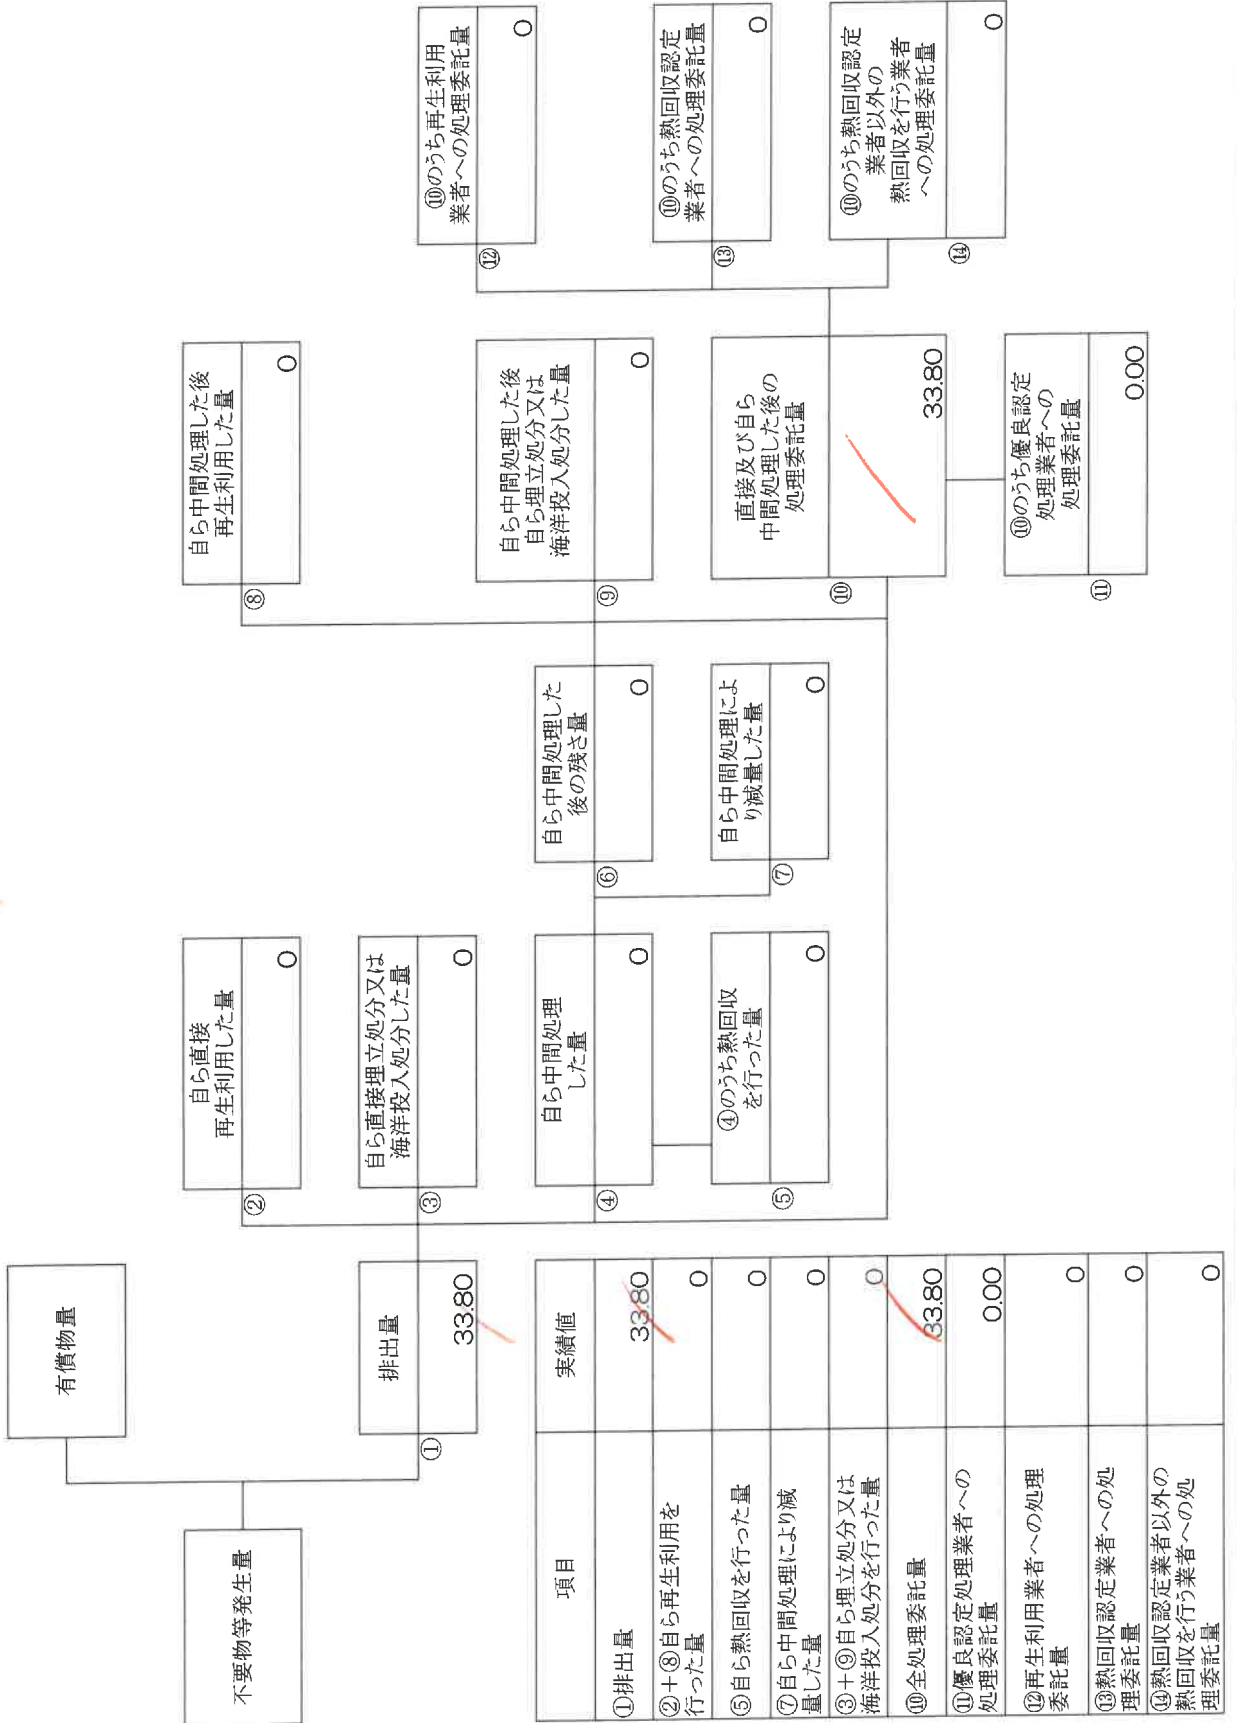 有償物量
不要物等発生量
排出量
①
33.80
自ら直接
再生利用した量
②
0
自ら直接埋立処分又は
海洋投入処分した量
③
0
自ら中間処理
した量
④
0
④のうち熱回収
を行った量
⑤
0
自ら中間処理した
後の残さ量
⑥
0
自ら中間処理によ
り減量した量
⑦
0
自ら中間処理した後
再生利用した量
⑧
0
自ら中間処理した後
自ら埋立処分又は
海洋投入処分した量
⑨
0
直接及び自ら
中間処理した後の
処理委託量
⑩
33.80
⑩のうち優良認定
処理業者への
処理委託量
⑪
0.00
⑩のうち再生利用
業者への処理委託量
⑫
0
⑩のうち熱回収認定
業者への処理委託量
⑬
0
⑩のうち熱回収認定
業者以外の
熱回収を行う業者
への処理委託量
⑭
0
項目 実績値
①排出量 33.80
②+⑧自ら再生利用を
行った量 0
⑤自ら熱回収を行った量 0
⑦自ら中間処理により減
量した量 0
③+⑨自ら埋立処分又は
海洋投入処分を行った量 0
⑩全処理委託量 33.80
⑪優良認定処理業者への
処理委託量 0.00
⑫再生利用業者への処理
委託量 0
⑬熱回収認定業者への処
理委託量 0
⑭熱回収認定業者以外の
熱回収を行う業者への処
理委託量 0